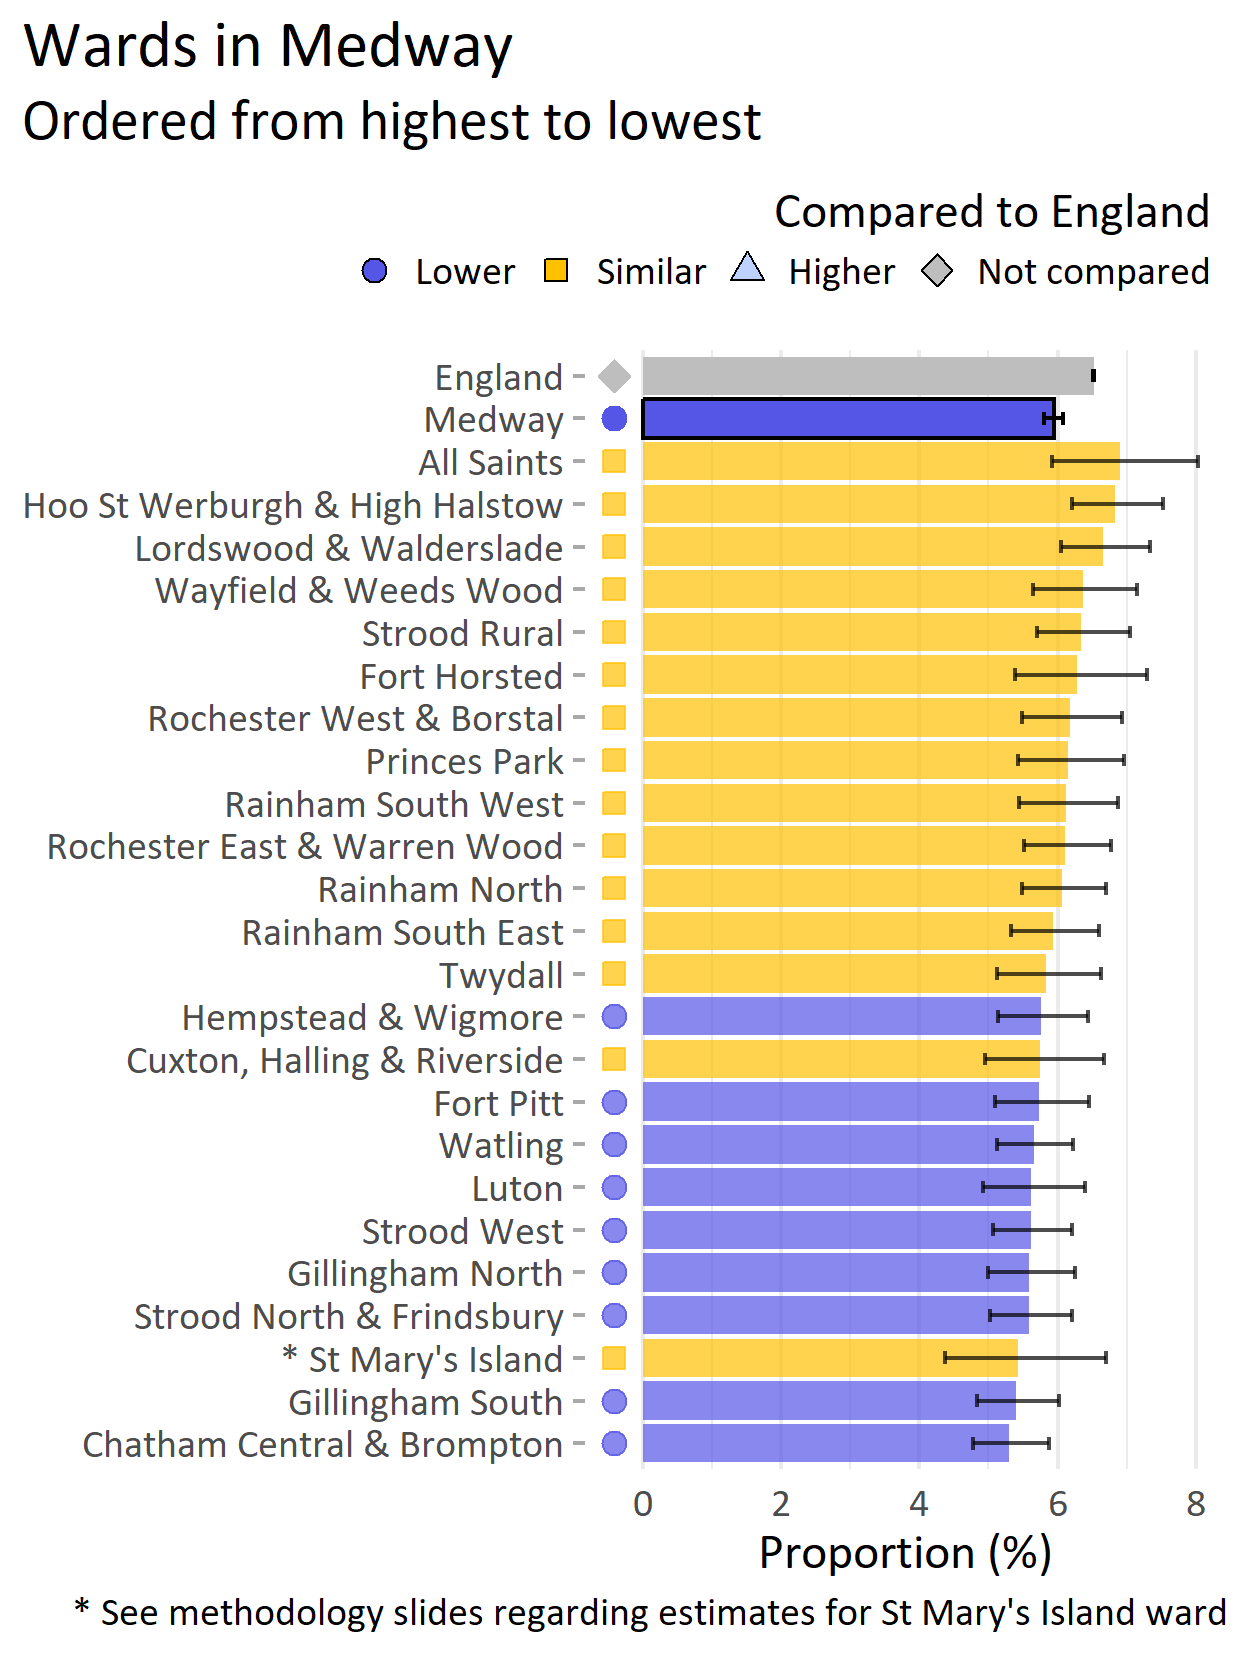 Wards in Medway
Ordered from highest to lowest
Compared to England
Lower Similar Higher Not compared
England
Medway
All Saints
Hoo St Werburgh & High Halstow
Lordswood & Walderslade
Wayfield & Weeds Wood
Strood Rural
Fort Horsted
Rochester West & Borstal
Princes Park
Rainham South West
Rochester East & Warren Wood
Rainham North
Rainham South East
Twydall
Hempstead & Wigmore
Cuxton, Halling & Riverside
Fort Pitt
Watling
Luton
Strood West
Gillingham North
Strood North & Frindsbury
* St Mary's Island
Gillingham South
Chatham Central & Brompton
0 2 4 6 8
Proportion (%)
* See methodology slides regarding estimates for St Mary's Island ward